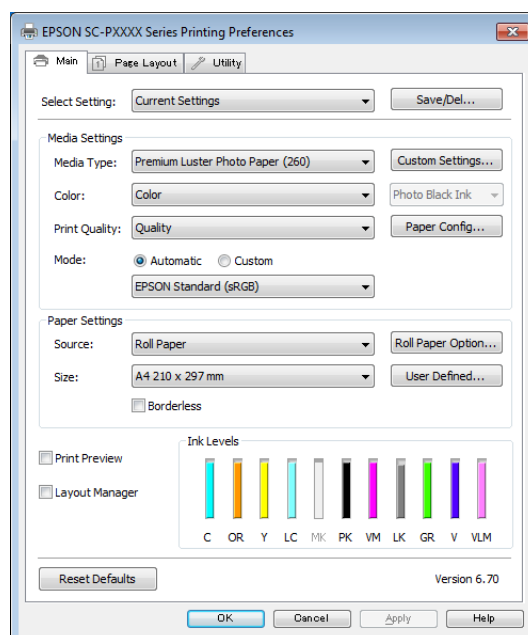 EPSON SC-PXXXX Series Printing Preferences
Main Page Layout Utility
Select Setting: Current Settings Save/Del...
Media Settings
Media Type: Premium Luster Photo Paper (260) Custom Settings...
Color: Color Photo Black Ink
Print Quality: Quality Paper Config...
Mode: Automatic Custom
EPSON Standard (sRGB)
Paper Settings
Source: Roll Paper Roll Paper Option...
Size: A4 210 x 297 mm User Defined...
Borderless
Ink Levels
Print Preview
Layout Manager
C OR Y LC MK PK VM LK GR V VLM
Reset Defaults Version 6.70
OK Cancel Apply Help